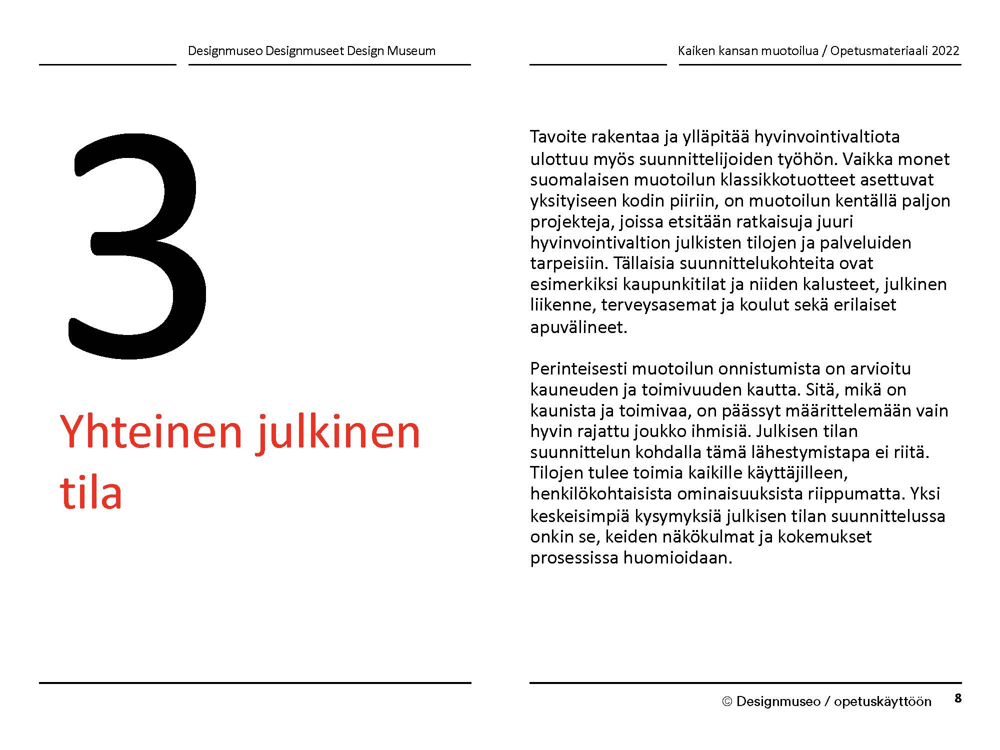 Designmuseo Designmuseet Design Museum
Kaiken kansan muotoilua / Opetusmateriaali 2022
3
Yhteinen julkinen
tila
Tavoite rakentaa ja ylläpitää hyvinvointivaltiota
ulottuu myös suunnittelijoiden työhön. Vaikka monet
suomalaisen muotoilun klassikkotuotteet asettuvat
yksityiseen kodin piiriin, on muotoilun kentällä paljon
projekteja, joissa etsitään ratkaisuja juuri
hyvinvointivaltion julkisten tilojen ja palveluiden
tarpeisiin. Tällaisia suunnittelukohteita ovat
esimerkiksi kaupunkitilat ja niiden kalusteet, julkinen
liikenne, terveysasemat ja koulut sekä erilaiset
apuvälineet.
Perinteisesti muotoilun onnistumista on arvioitu
kauneuden ja toimivuuden kautta. Sitä, mikä on
kaunista ja toimivaa, on päässyt määrittelemään vain
hyvin rajattu joukko ihmisiä. Julkisen tilan
suunnittelun kohdalla tämä lähestymistapa ei riitä.
Tilojen tulee toimia kaikille käyttäjilleen,
henkilökohtaisista ominaisuuksista riippumatta. Yksi
keskeisimpiä kysymyksiä julkisen tilan suunnittelussa
onkin se, keiden näkökulmat ja kokemukset
prosessissa huomioidaan.
© Designmuseo / opetuskäyttöön 8